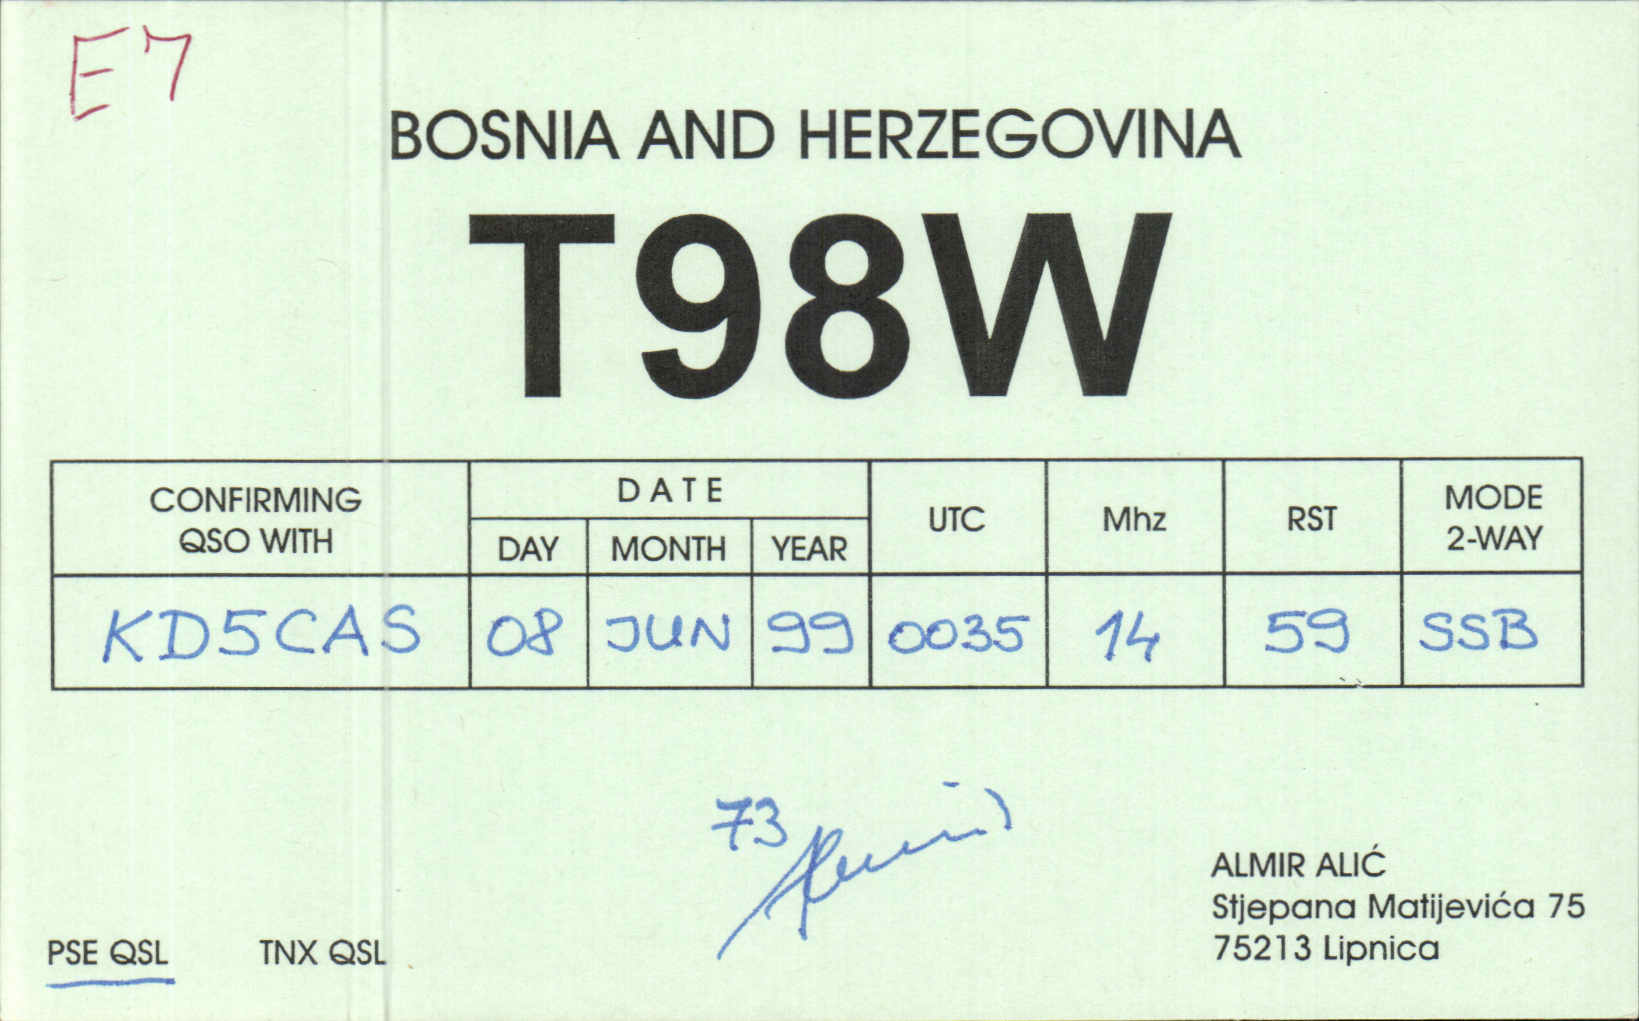 E7
BOSNIA AND HERZEGOVINA
T98W
CONFIRMING
QSO WITH
DATE
DAY MONTH YEAR
UTC
Mhz
RST
MODE
2-WAY
KD5CAS 08 JUN 99 0035 14 59 SSB
73
Almir
ALMIR ALIĆ
Stjepana Matijevića 75
75213 Lipnica
PSE QSL TNX QSL